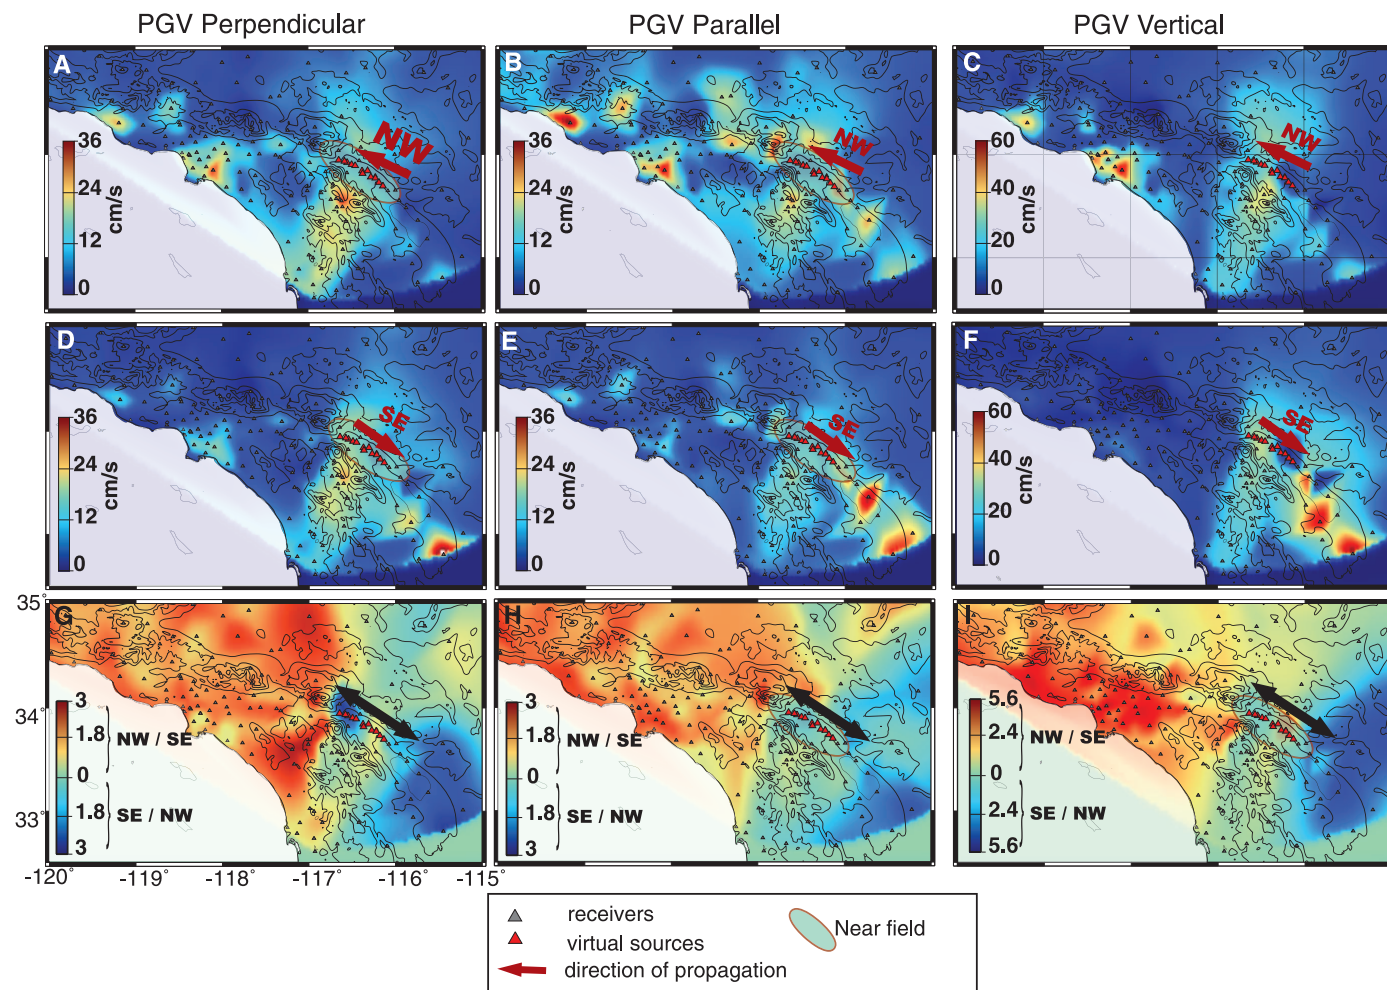 PGV Perpendicular
PGV Parallel
PGV Vertical
A
NW
36
24
12
0
cm/s
B
NW
36
24
12
0
cm/s
C
NW
60
40
20
0
cm/s
D
SE
36
24
12
0
cm/s
E
SE
36
24
12
0
cm/s
F
SE
60
40
20
0
cm/s
35°
34°
33°
G
3
1.8
0
1.8
3
NW / SE
SE / NW
H
3
1.8
0
1.8
3
NW / SE
SE / NW
I
5.6
2.4
0
2.4
5.6
NW / SE
SE / NW
-120° -119° -118° -117° -116° -115°
receivers
virtual sources
direction of propagation
Near field